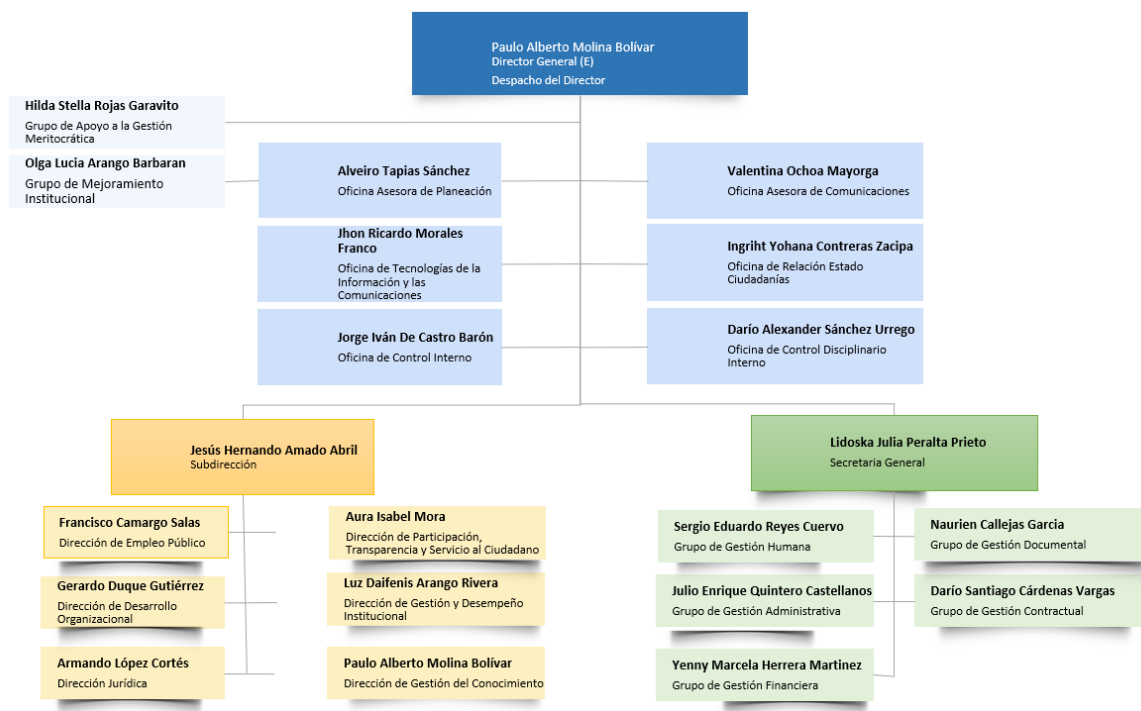 Paulo Alberto Molina Bolívar
Director General (E)
Despacho del Director
Hilda Stella Rojas Garavito
Grupo de Apoyo a la Gestión
Meritocrática
Olga Lucia Arango Barbaran
Grupo de Mejoramiento
Institucional
Alveiro Tapias Sánchez
Oficina Asesora de Planeación
Valentina Ochoa Mayorga
Oficina Asesora de Comunicaciones
Jhon Ricardo Morales
Franco
Oficina de Tecnologías de la
Información y las
Comunicaciones
Ingriht Yohana Contreras Zacipa
Oficina de Relación Estado
Ciudadanías
Jorge Iván De Castro Barón
Oficina de Control Interno
Darío Alexander Sánchez Urrego
Oficina de Control Disciplinario
Interno
Jesús Hernando Amado Abril
Subdirección
Lidoska Julia Peralta Prieto
Secretaria General
Francisco Camargo Salas
Dirección de Empleo Público
Aura Isabel Mora
Dirección de Participación,
Transparencia y Servicio al Ciudadano
Gerardo Duque Gutiérrez
Dirección de Desarrollo
Organizacional
Luz Daifenis Arango Rivera
Dirección de Gestión y Desempeño
Institucional
Armando López Cortés
Dirección Jurídica
Paulo Alberto Molina Bolívar
Dirección de Gestión del Conocimiento
Sergio Eduardo Reyes Cuervo
Grupo de Gestión Humana
Naurien Callejas Garcia
Grupo de Gestión Documental
Julio Enrique Quintero Castellanos
Grupo de Gestión Administrativa
Darío Santiago Cárdenas Vargas
Grupo de Gestión Contractual
Yenny Marcela Herrera Martinez
Grupo de Gestión Financiera